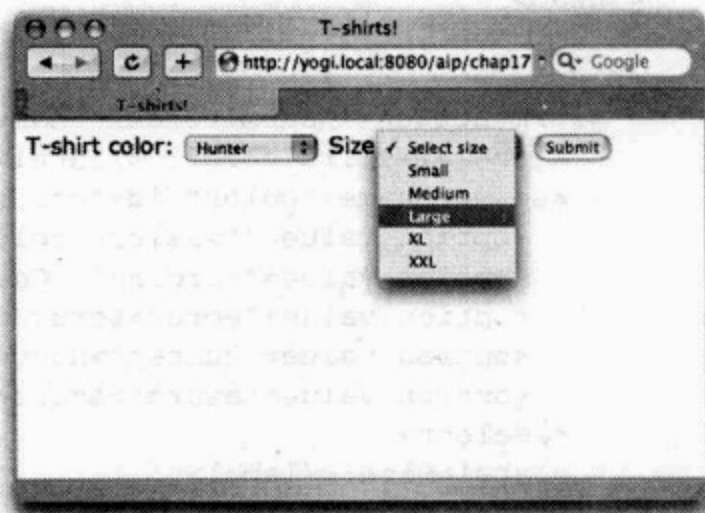 T-shirts!
http://yogi.local:8080/aip/chap17 Google
T-shirts!
T-shirt color: Hunter Size ✓ Select size Submit
Small
Medium
Large
XL
XXL